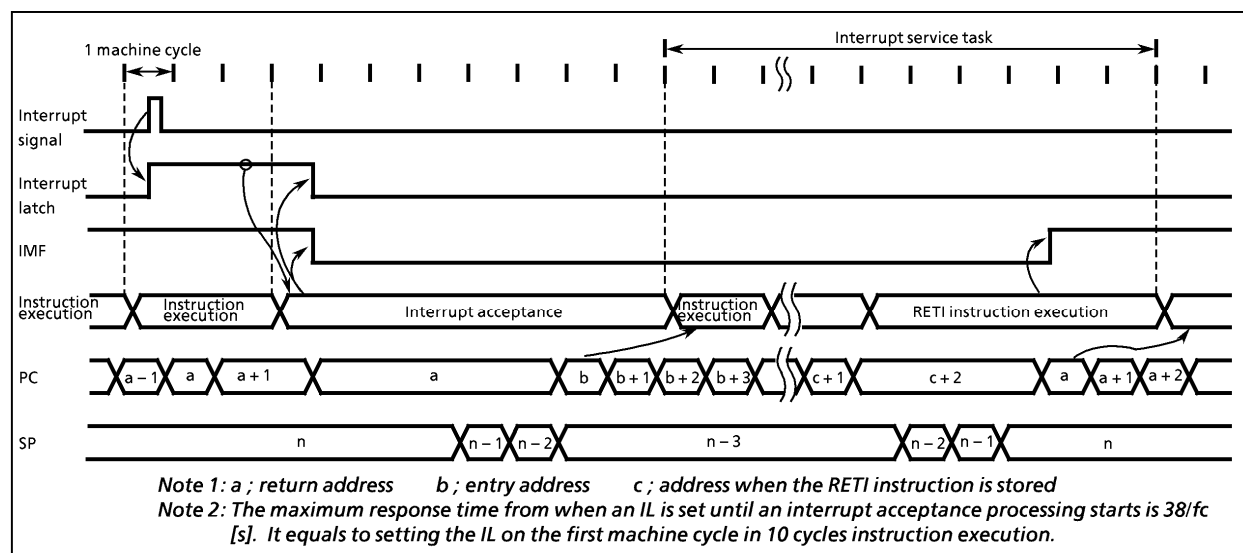 Interrupt service task
1 machine cycle
Interrupt
signal
Interrupt
latch
IMF
Instruction
execution
Instruction
execution
Interrupt acceptance
Instruction
execution
RETI instruction execution
PC
a − 1
a
a + 1
a
b
b + 1
b + 2
b + 3
c + 1
c + 2
a
a + 1
a + 2
SP
n
n − 1
n − 2
n − 3
n − 2
n − 1
n
Note 1: a ; return address b ; entry address c ; address when the RETI instruction is stored
Note 2: The maximum response time from when an IL is set until an interrupt acceptance processing starts is 38/fc
[s]. It equals to setting the IL on the first machine cycle in 10 cycles instruction execution.